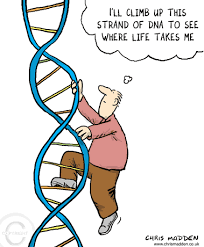 I'LL CLIMB UP THIS
STRAND OF DNA TO SEE
WHERE LIFE TAKES ME
CHRIS MADDEN
www.chrismadden.co.uk